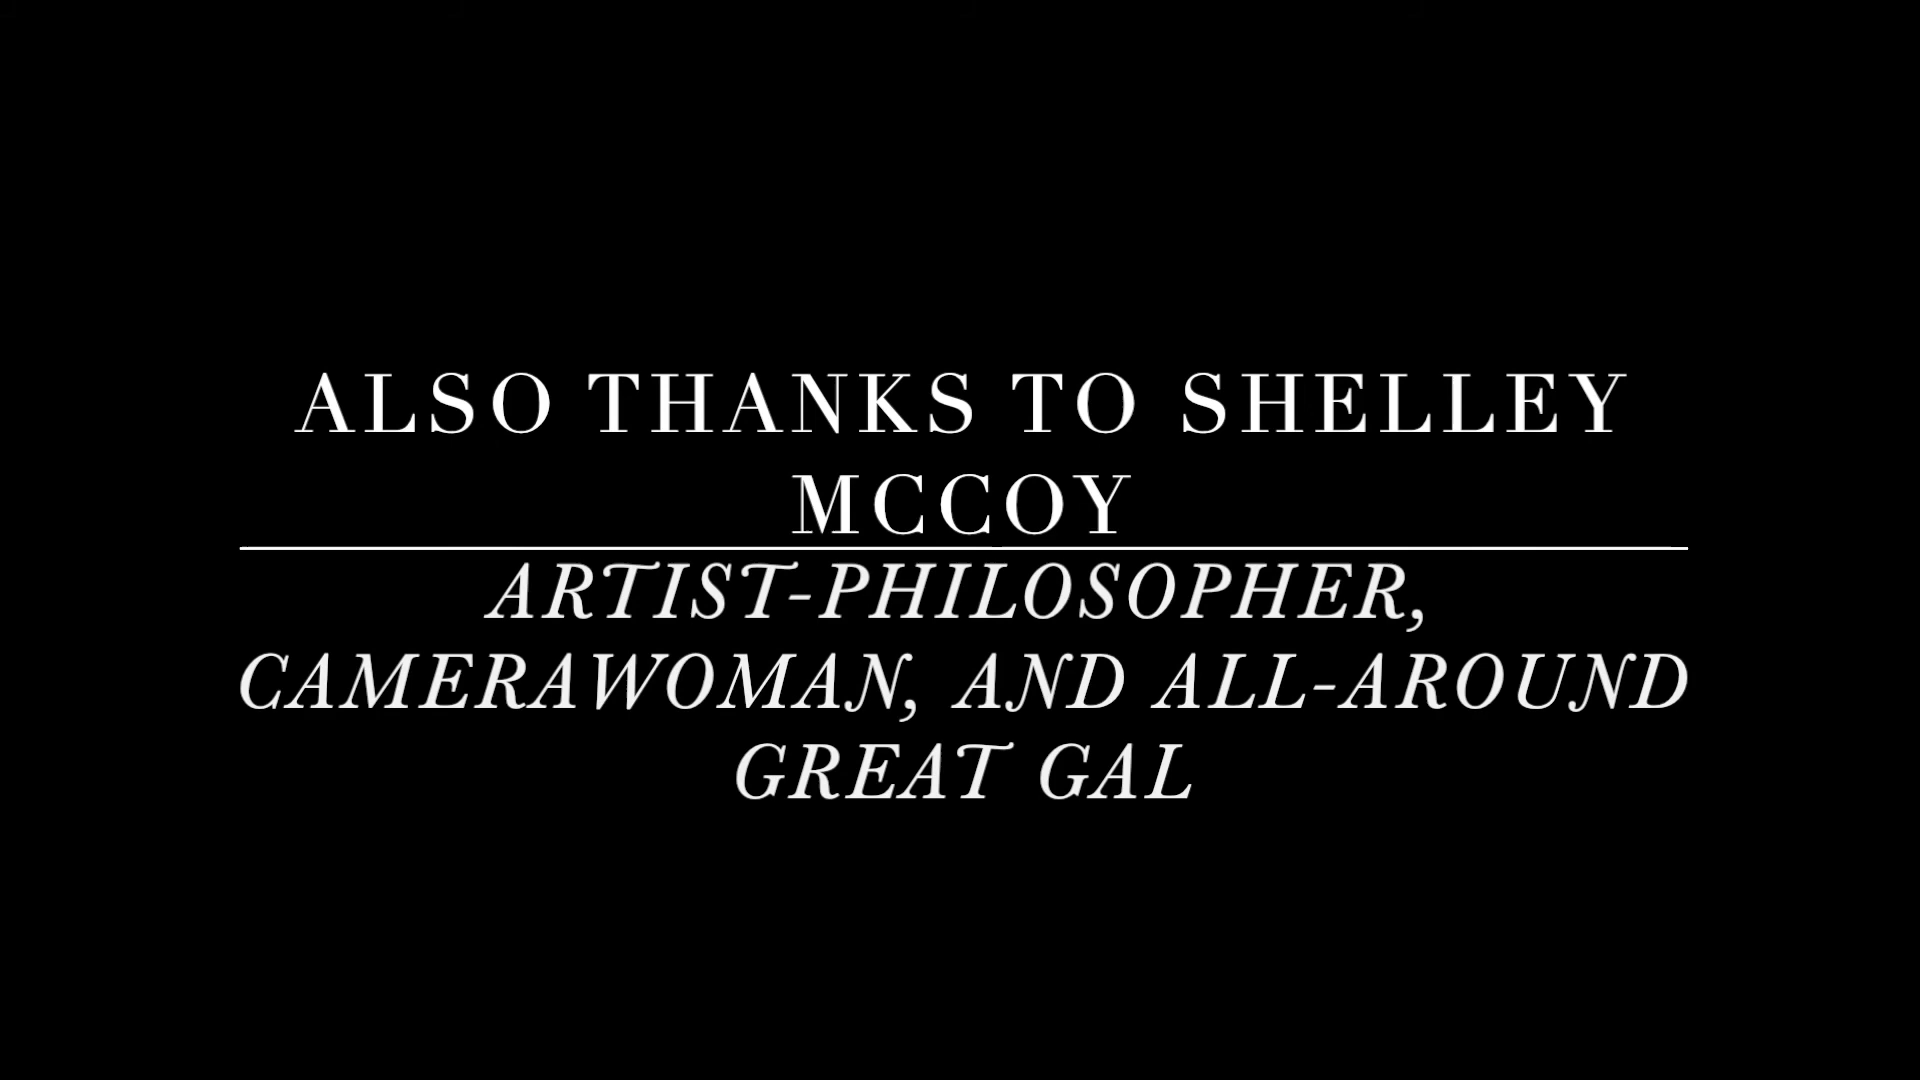 ALSO THANKS TO SHELLEY
MCCOY
ARTIST-PHILOSOPHER,
CAMERAWOMAN, AND ALL-AROUND
GREAT GAL